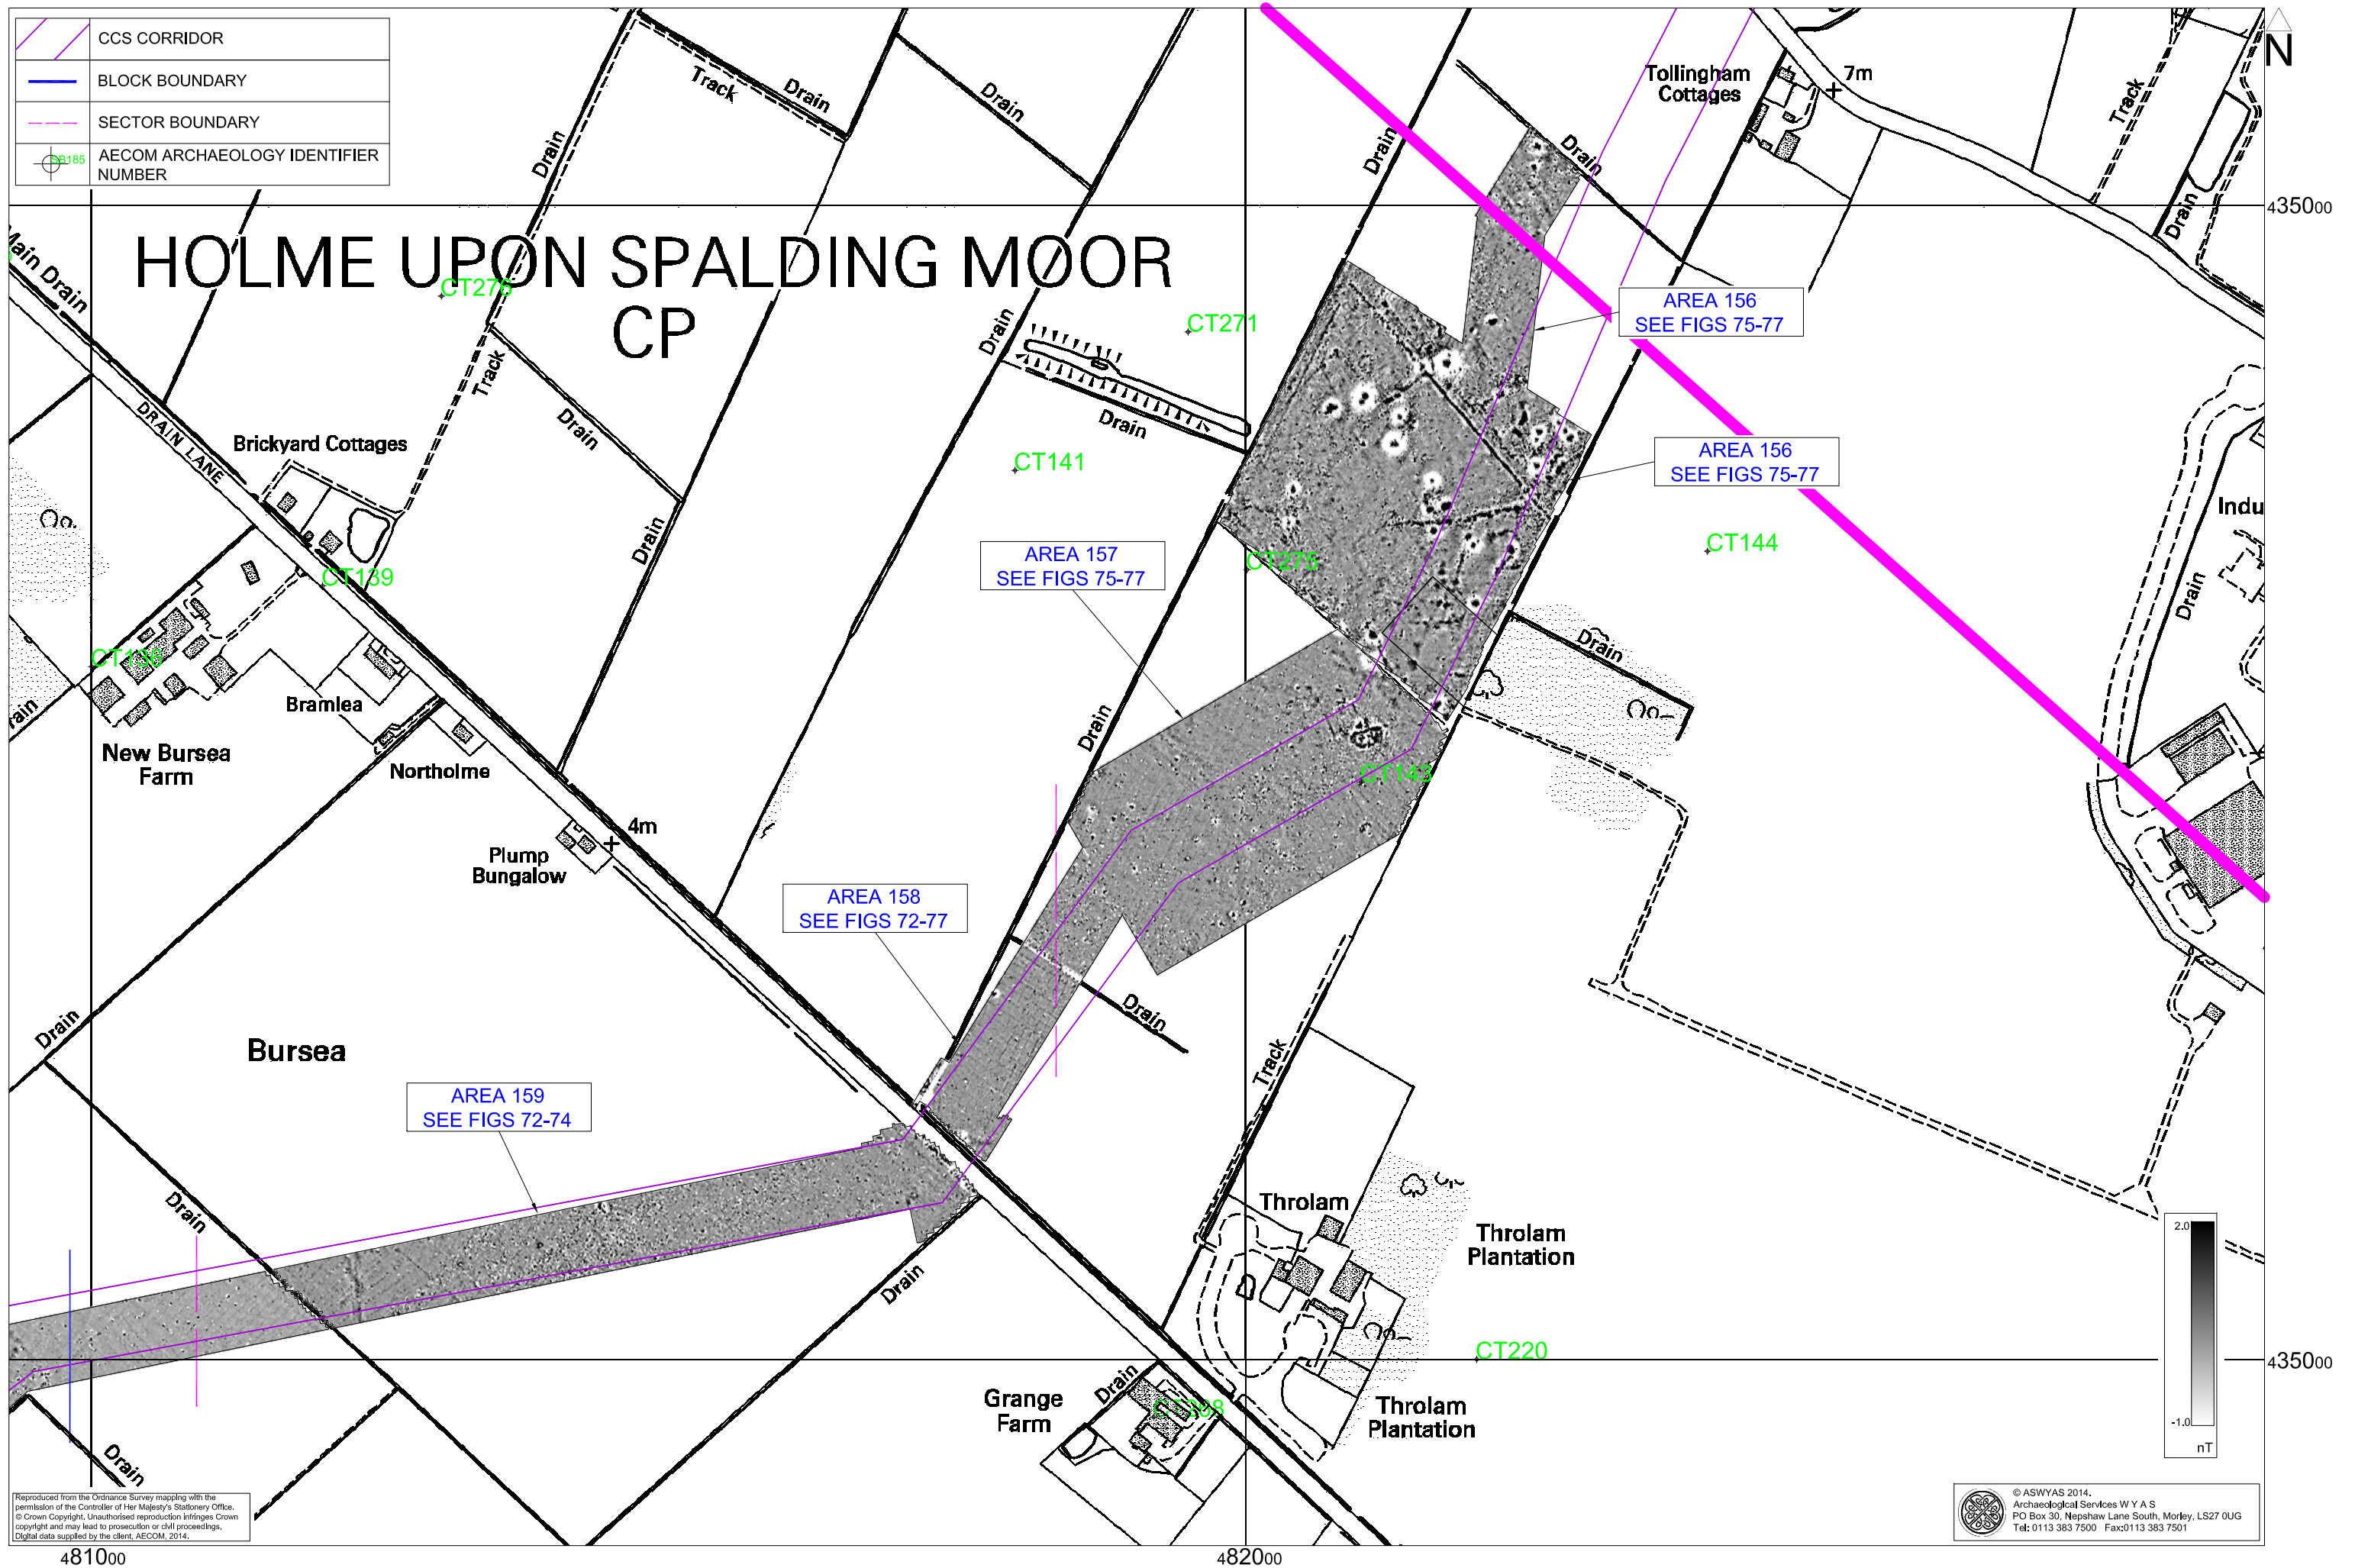 CCS CORRIDOR
BLOCK BOUNDARY
SECTOR BOUNDARY
SB185
AECOM ARCHAEOLOGY IDENTIFIER
NUMBER
N
Track
Drain
Drain
Drain
Drain
Drain
Tollingham
Cottages
7m
Track
Drain
435000
Main Drain
HOLME UPON SPALDING MOOR
CP
CT276
CT271
Drain
Track
Drain
AREA 156
SEE FIGS 75-77
DRAIN LANE
Brickyard Cottages
Drain
CT141
AREA 156
SEE FIGS 75-77
Indu
Drain
CT144
AREA 157
SEE FIGS 75-77
CT275
CT139
Drain
CT136
Drain
rain
Bramlea
New Bursea
Farm
Northolme
Drain
CT143
4m
Plump
Bungalow
AREA 158
SEE FIGS 72-77
Drain
Drain
Bursea
Track
AREA 159
SEE FIGS 72-74
Drain
Throlam
Throlam
Plantation
Drain
2.0
-1.0
nT
CT220
435000
Grange
Farm
Drain
CT268
Throlam
Plantation
Drain
Reproduced from the Ordnance Survey mapping with the
permission of the Controller of Her Majesty's Stationery Office.
© Crown Copyright. Unauthorised reproduction infringes Crown
copyright and may lead to prosecution or civil proceedings.
Digital data supplied by the client, AECOM, 2014.
© ASWYAS 2014.
Archaeological Services W Y A S
PO Box 30, Nepshaw Lane South, Morley, LS27 0UG
Tel: 0113 383 7500 Fax:0113 383 7501
481000
482000